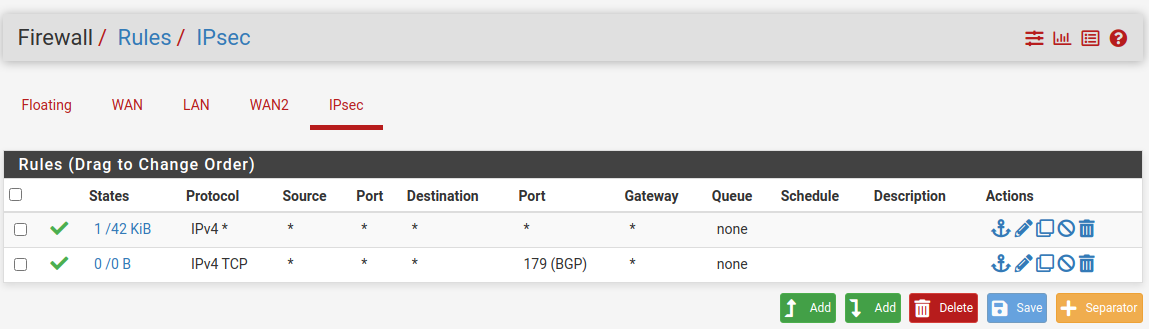 Firewall / Rules / IPsec
Floating WAN LAN WAN2 IPsec
Rules (Drag to Change Order)
States Protocol Source Port Destination Port Gateway Queue Schedule Description Actions
1 /42 KiB IPv4 * * * * * * none
0 /0 B IPv4 TCP * * * 179 (BGP) * none
Add Add Delete Save Separator